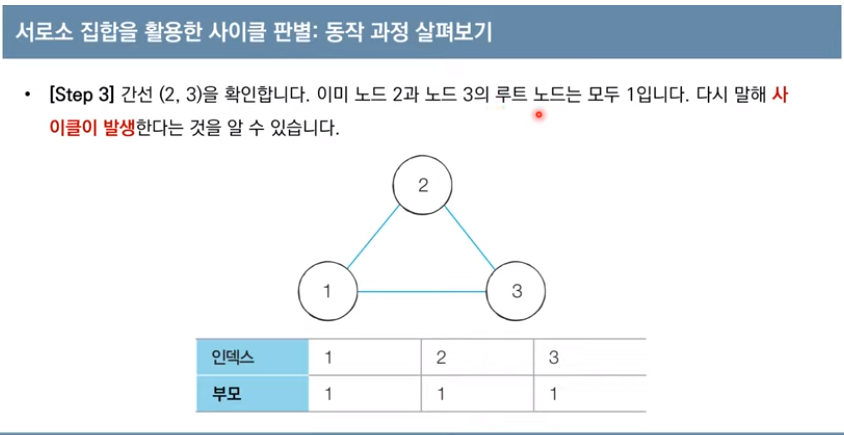 서로소 집합을 활용한 사이클 판별: 동작 과정 살펴보기
• [Step 3] 간선 (2, 3)을 확인합니다. 이미 노드 2과 노드 3의 루트 노드는 모두 1입니다. 다시 말해 사
이클이 발생한다는 것을 알 수 있습니다.
2
1 3
인덱스 1 2 3
부모 1 1 1